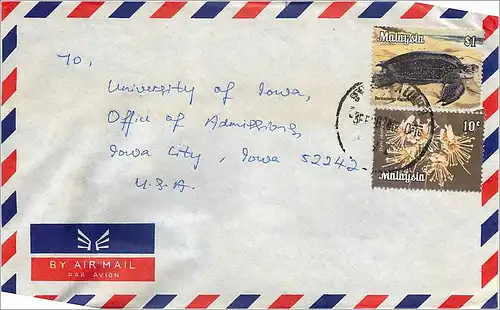 To,
University of Iowa,
Office of Admissions,
Iowa City, Iowa 52242.
U.S.A.
Malaysia $1
10c
Malaysia
BY AIR MAIL
PAR AVION